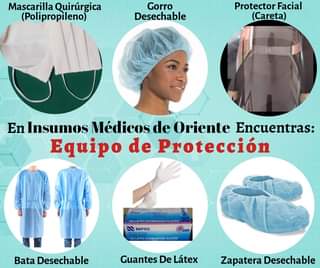 Mascarilla Quirúrgica
(Polipropileno)
Gorro
Desechable
Protector Facial
(Careta)
En Insumos Médicos de Oriente Encuentras:
Equipo de Protección
Bata Desechable
Guantes De Látex
Zapatera Desechable